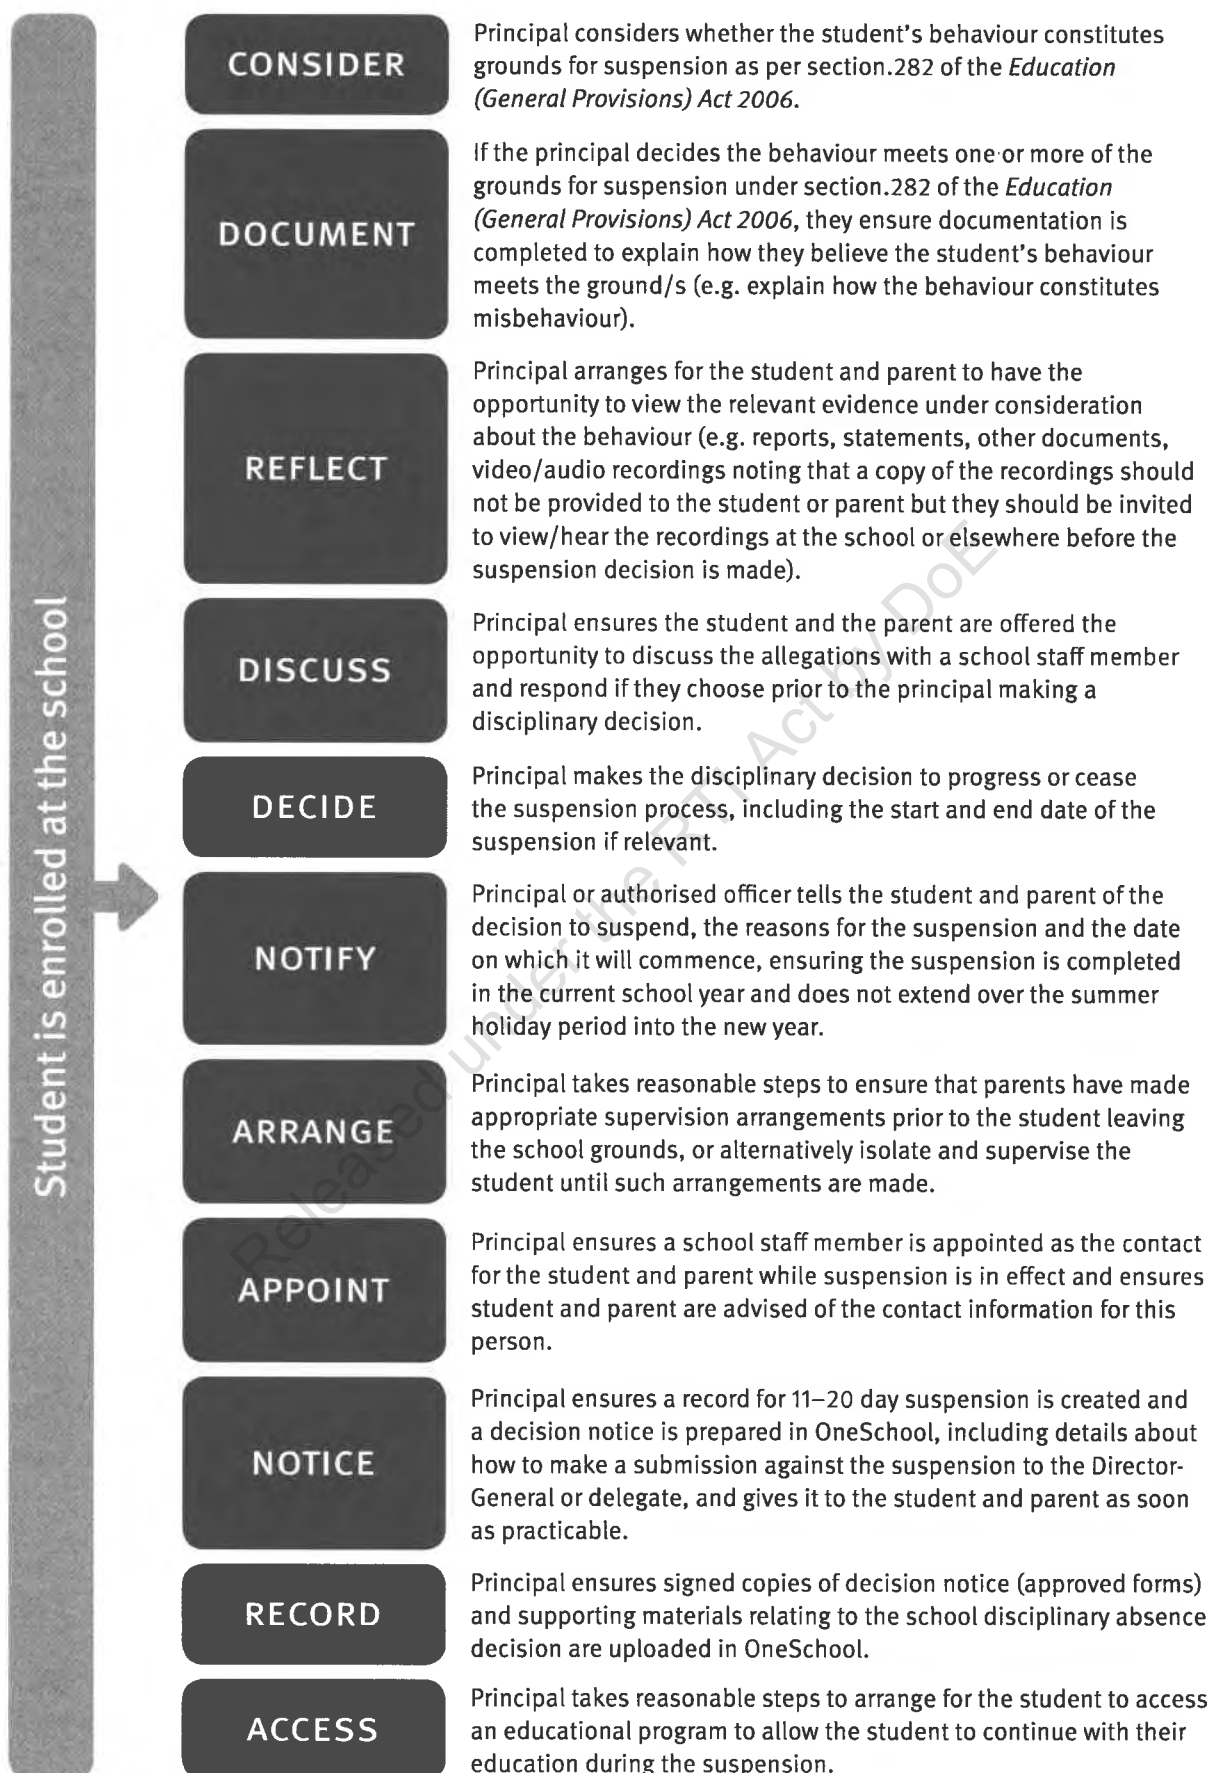 Student is enrolled at the school
CONSIDER
Principal considers whether the student's behaviour constitutes
grounds for suspension as per section.282 of the Education
(General Provisions) Act 2006.
DOCUMENT
If the principal decides the behaviour meets one or more of the
grounds for suspension under section.282 of the Education
(General Provisions) Act 2006, they ensure documentation is
completed to explain how they believe the student's behaviour
meets the ground/s (e.g. explain how the behaviour constitutes
misbehaviour).
REFLECT
Principal arranges for the student and parent to have the
opportunity to view the relevant evidence under consideration
about the behaviour (e.g. reports, statements, other documents,
video/audio recordings noting that a copy of the recordings should
not be provided to the student or parent but they should be invited
to view/hear the recordings at the school or elsewhere before the
suspension decision is made).
DISCUSS
Principal ensures the student and the parent are offered the
opportunity to discuss the allegations with a school staff member
and respond if they choose prior to the principal making a
disciplinary decision.
DECIDE
Principal makes the disciplinary decision to progress or cease
the suspension process, including the start and end date of the
suspension if relevant.
NOTIFY
Principal or authorised officer tells the student and parent of the
decision to suspend, the reasons for the suspension and the date
on which it will commence, ensuring the suspension is completed
in the current school year and does not extend over the summer
holiday period into the new year.
ARRANGE
Principal takes reasonable steps to ensure that parents have made
appropriate supervision arrangements prior to the student leaving
the school grounds, or alternatively isolate and supervise the
student until such arrangements are made.
APPOINT
Principal ensures a school staff member is appointed as the contact
for the student and parent while suspension is in effect and ensures
student and parent are advised of the contact information for this
person.
NOTICE
Principal ensures a record for 11–20 day suspension is created and
a decision notice is prepared in OneSchool, including details about
how to make a submission against the suspension to the Director-
General or delegate, and gives it to the student and parent as soon
as practicable.
RECORD
Principal ensures signed copies of decision notice (approved forms)
and supporting materials relating to the school disciplinary absence
decision are uploaded in OneSchool.
ACCESS
Principal takes reasonable steps to arrange for the student to access
an educational program to allow the student to continue with their
education during the suspension.
Released under the RTI Act by DoE